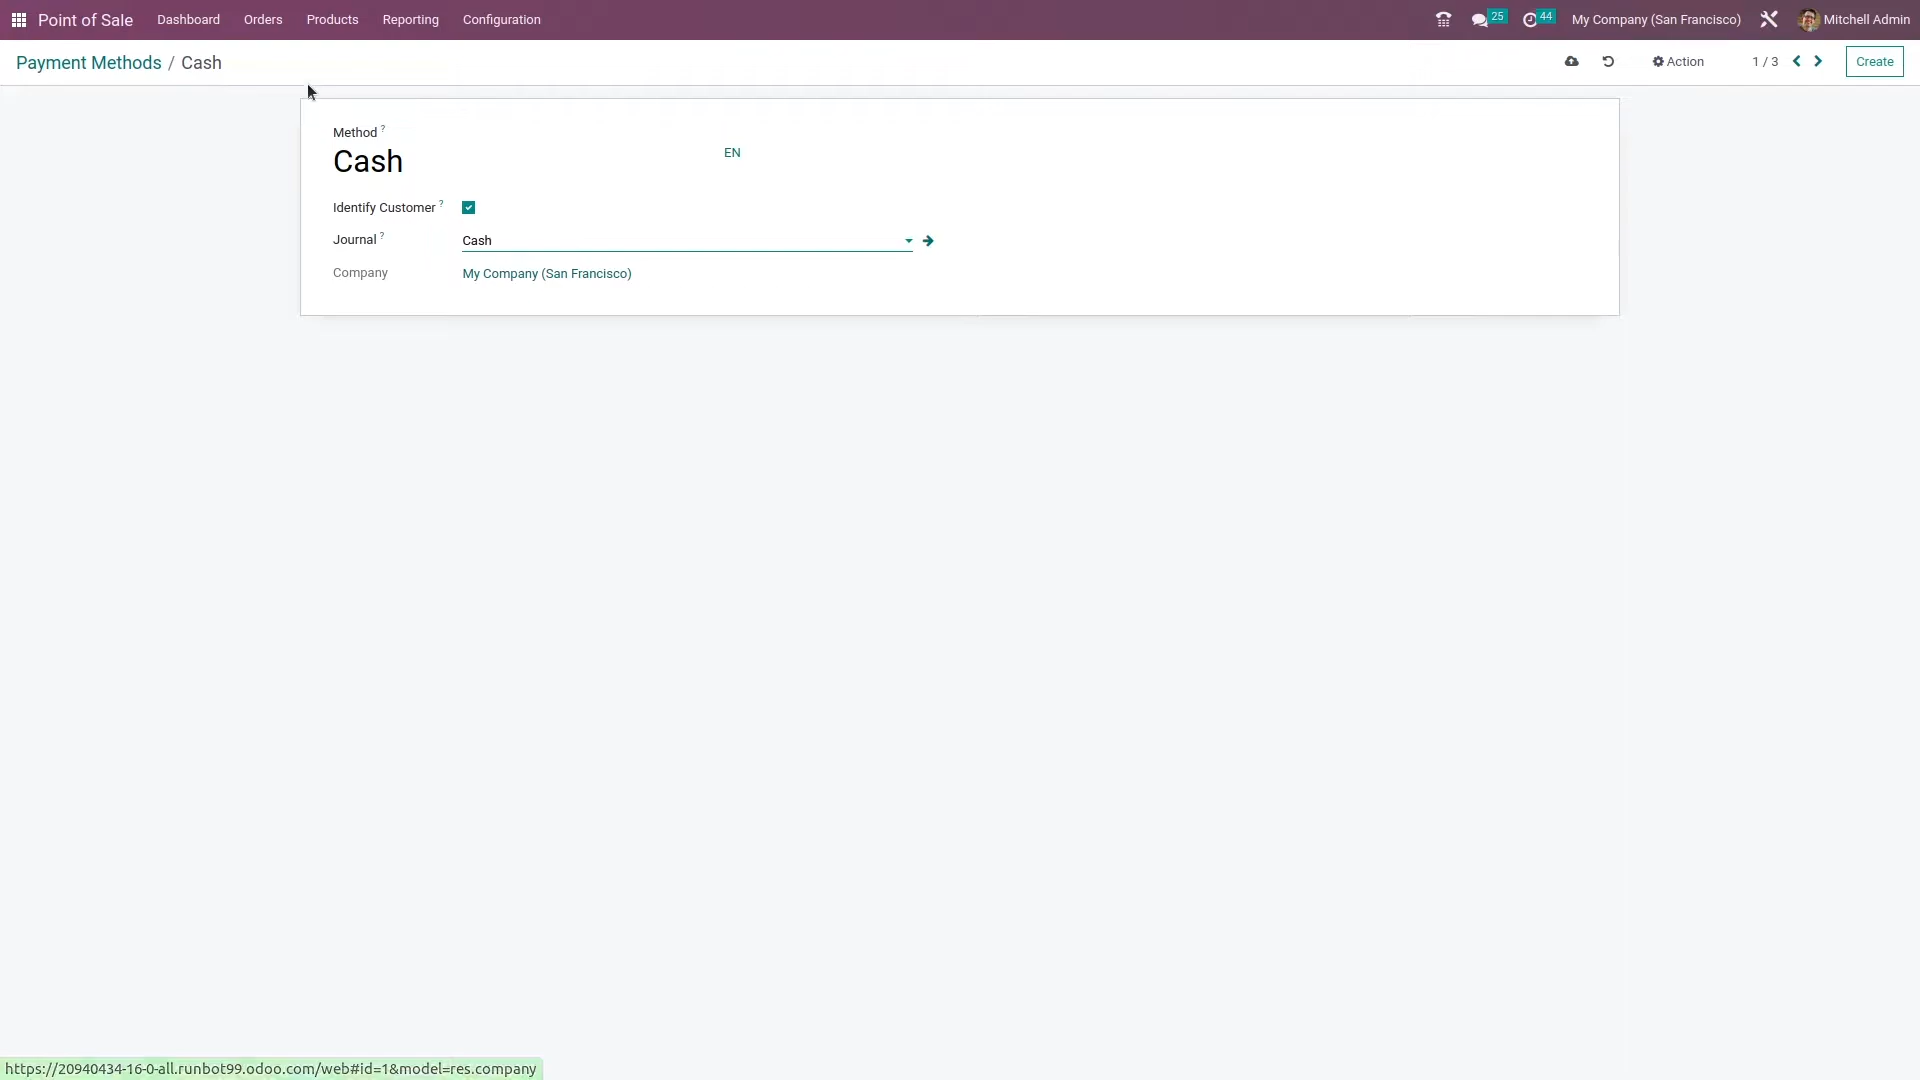 Point of Sale Dashboard Orders Products Reporting Configuration 25 44 My Company (San Francisco) Mitchell Admin
Payment Methods / Cash Action 1 / 3 Create
Method ?
Cash EN
Identify Customer ?
Journal ? Cash
Company My Company (San Francisco)
https://20940434-16-0-all.runbot99.odoo.com/web#id=1&model=res.company